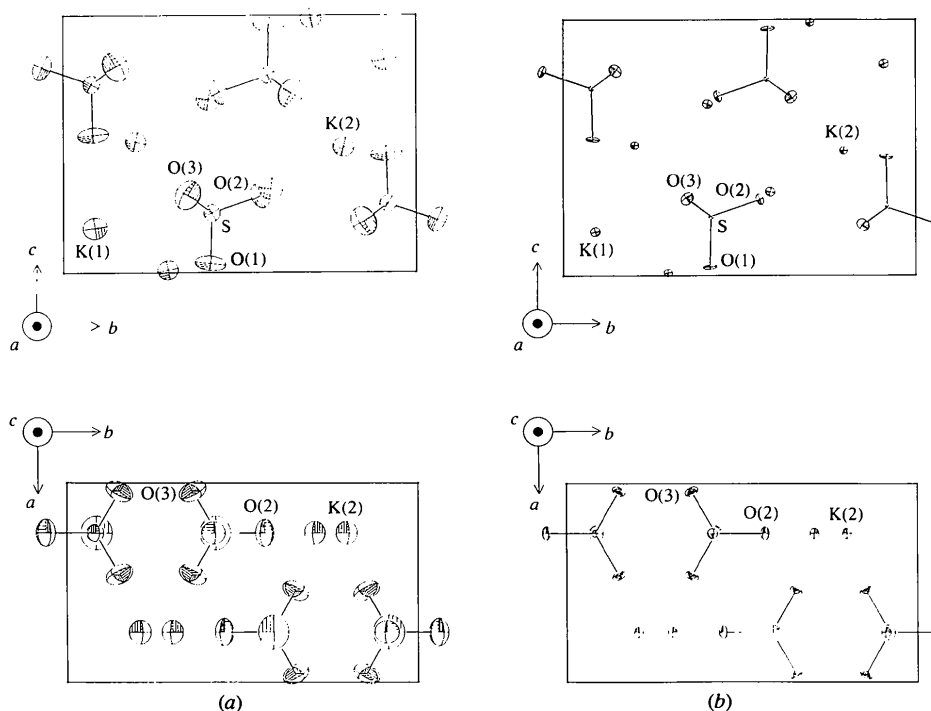 K(2)
O(3)
O(2)
S
K(1)
O(1)
c
b
a
K(2)
O(3)
O(2)
S
K(1)
O(1)
c
b
a
c
b
a
O(3)
O(2)
K(2)
(a)
c
b
a
O(3)
O(2)
K(2)
(b)